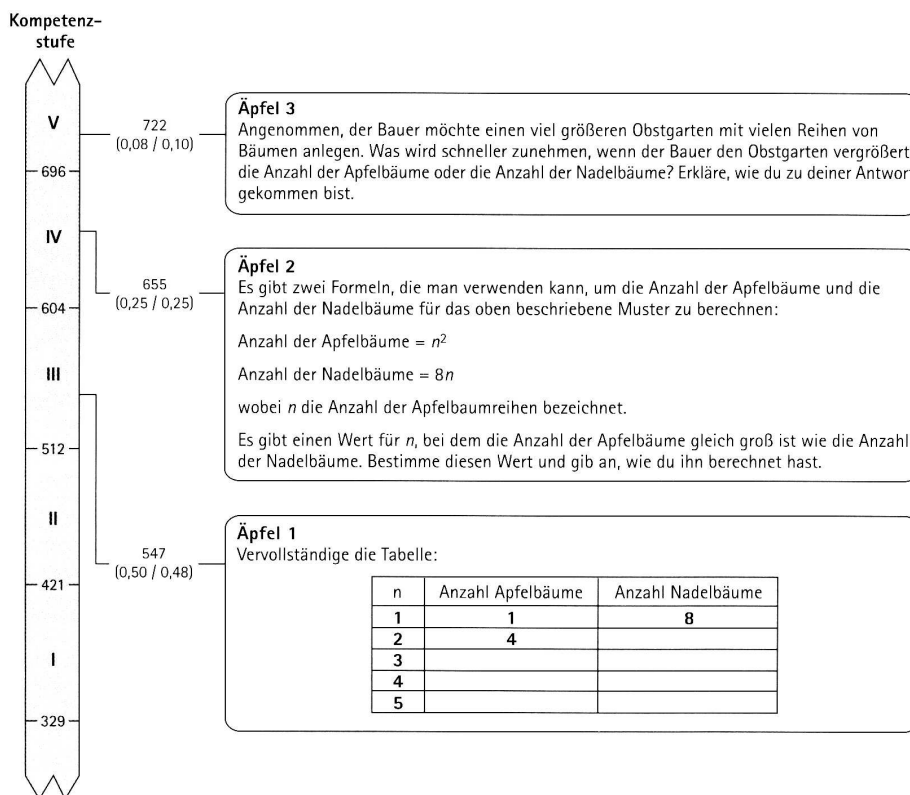 Kompetenz-
stufe
V
722
(0,08 / 0,10)
696
IV
655
(0,25 / 0,25)
604
III
512
II
547
(0,50 / 0,48)
421
I
329
Äpfel 3
Angenommen, der Bauer möchte einen viel größeren Obstgarten mit vielen Reihen von
Bäumen anlegen. Was wird schneller zunehmen, wenn der Bauer den Obstgarten vergrößert
die Anzahl der Apfelbäume oder die Anzahl der Nadelbäume? Erkläre, wie du zu deiner Antwort
gekommen bist.
Äpfel 2
Es gibt zwei Formeln, die man verwenden kann, um die Anzahl der Apfelbäume und die
Anzahl der Nadelbäume für das oben beschriebene Muster zu berechnen:
Anzahl der Apfelbäume = n²
Anzahl der Nadelbäume = 8n
wobei n die Anzahl der Apfelbaumreihen bezeichnet.
Es gibt einen Wert für n, bei dem die Anzahl der Apfelbäume gleich groß ist wie die Anzahl
der Nadelbäume. Bestimme diesen Wert und gib an, wie du ihn berechnet hast.
Äpfel 1
Vervollständige die Tabelle:
n Anzahl Apfelbäume Anzahl Nadelbäume
1 1 8
2 4
3
4
5